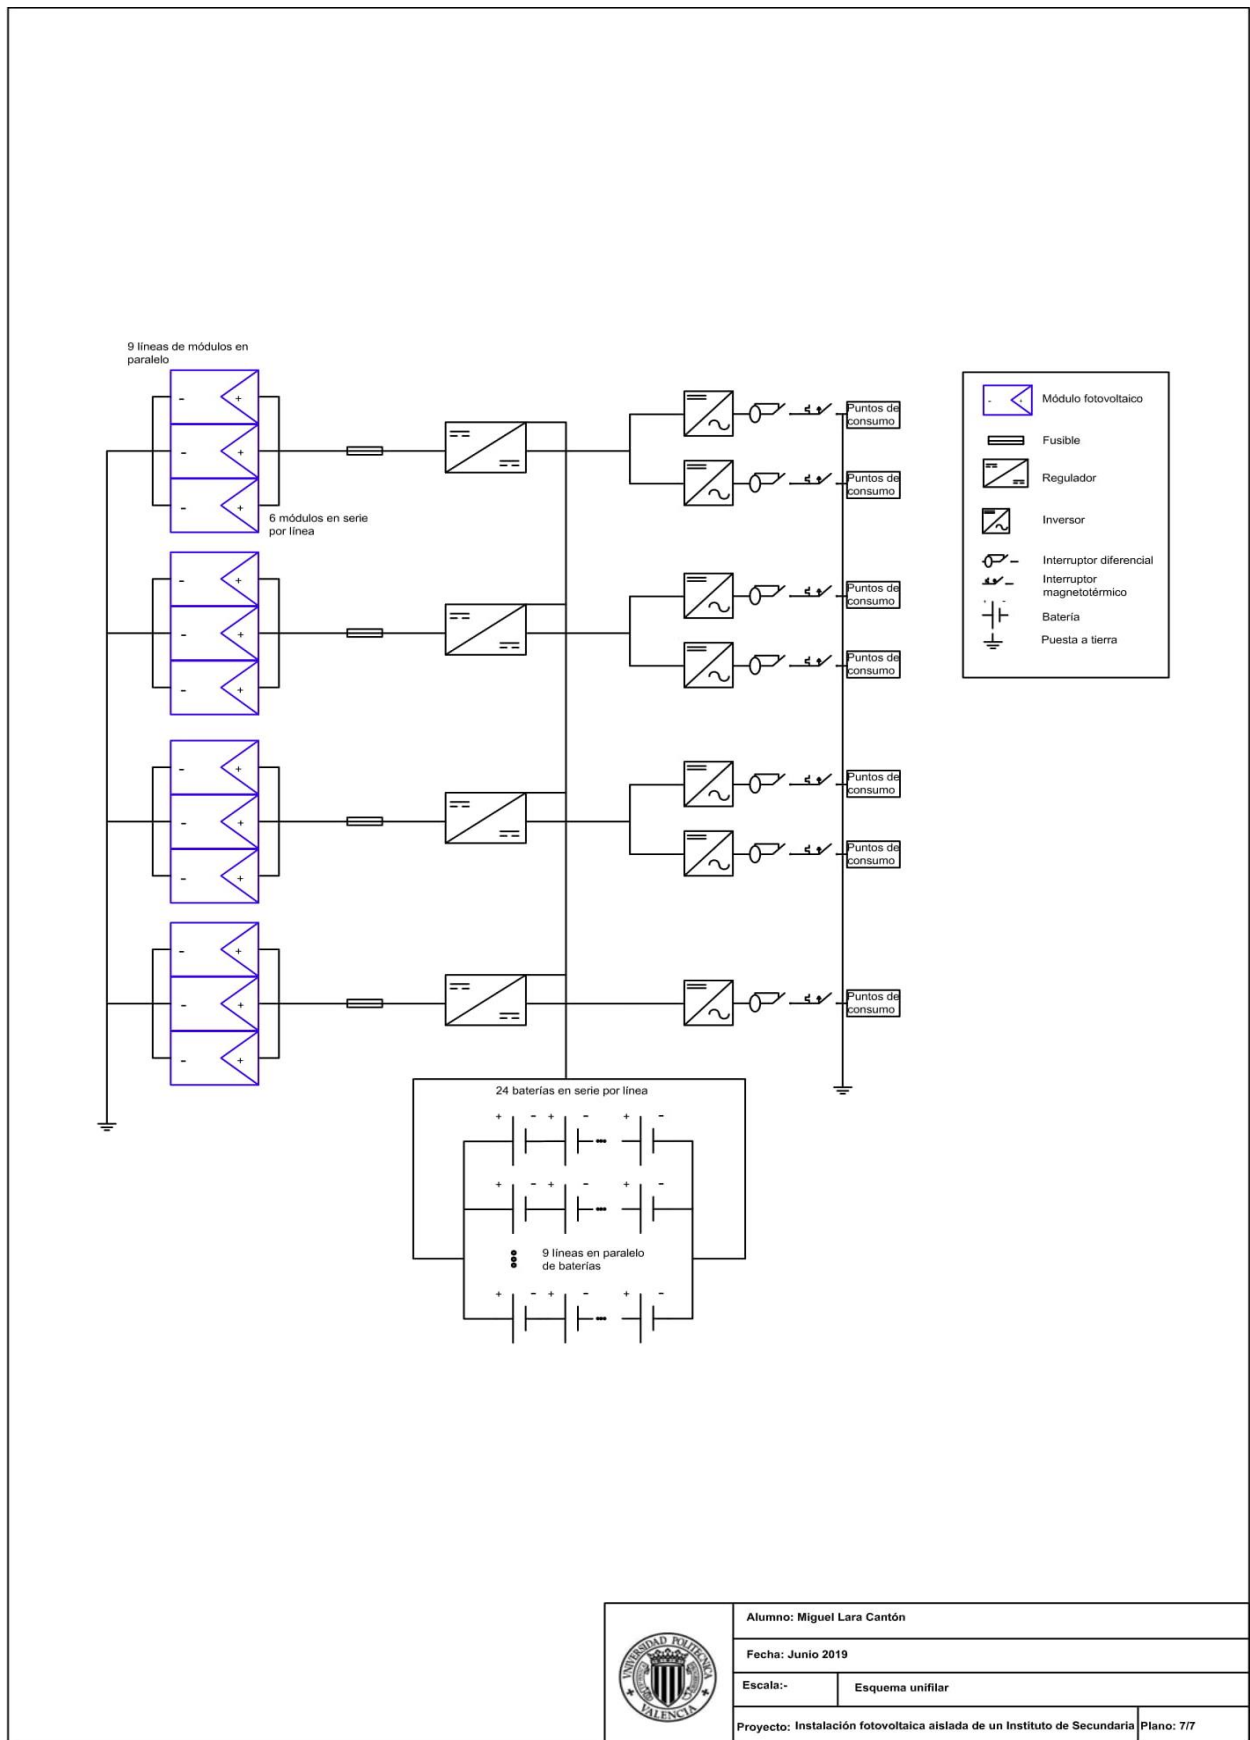 9 líneas de módulos en
paralelo
6 módulos en serie
por línea
Puntos de
consumo
Puntos de
consumo
Puntos de
consumo
Puntos de
consumo
Puntos de
consumo
Puntos de
consumo
Puntos de
consumo
Módulo fotovoltaico
Fusible
Regulador
Inversor
Interruptor diferencial
Interruptor
magnetotérmico
Batería
Puesta a tierra
24 baterías en serie por línea
9 líneas en paralelo
de baterías
UNIVERSIDAD POLITECNICA
VALENCIA
Alumno: Miguel Lara Cantón
Fecha: Junio 2019
Escala:-
Esquema unifilar
Proyecto: Instalación fotovoltaica aislada de un Instituto de Secundaria
Plano: 7/7